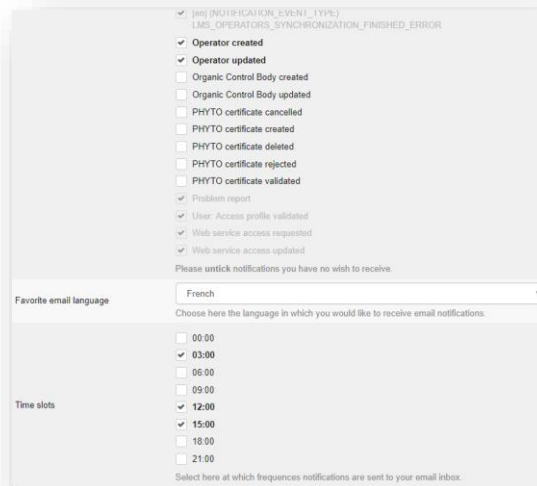 [en] (NOTIFICATION_EVENT_TYPE)
LMS_OPERATORS_SYNCHRONIZATION_FINISHED_ERROR
Operator created
Operator updated
Organic Control Body created
Organic Control Body updated
PHYTO certificate cancelled
PHYTO certificate created
PHYTO certificate deleted
PHYTO certificate rejected
PHYTO certificate validated
Problem report
User: Access profile validated
Web service access requested
Web service access updated
Please untick notifications you have no wish to receive.
Favorite email language
French
Choose here the language in which you would like to receive email notifications.
00:00
03:00
06:00
09:00
Time slots
12:00
15:00
18:00
21:00
Select here at which frequences notifications are sent to your email inbox.